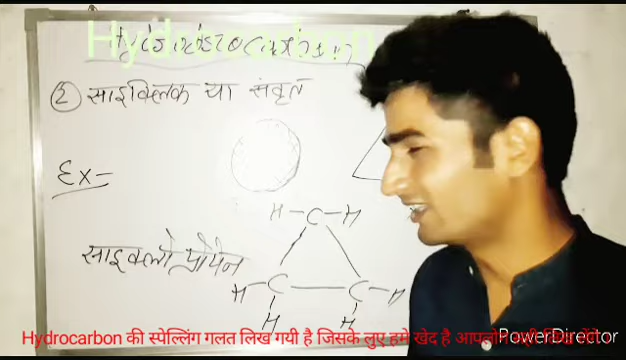 Hydrocarbon
② साइक्लिक या संवृत
Ex-
H-C-H
साइक्लो प्रोपेन
H-C-C-H
H H
Hydrocarbon की स्पेल्लिंग गलत लिख गयी है जिसके लुए हमे खेद है
PowerDirector